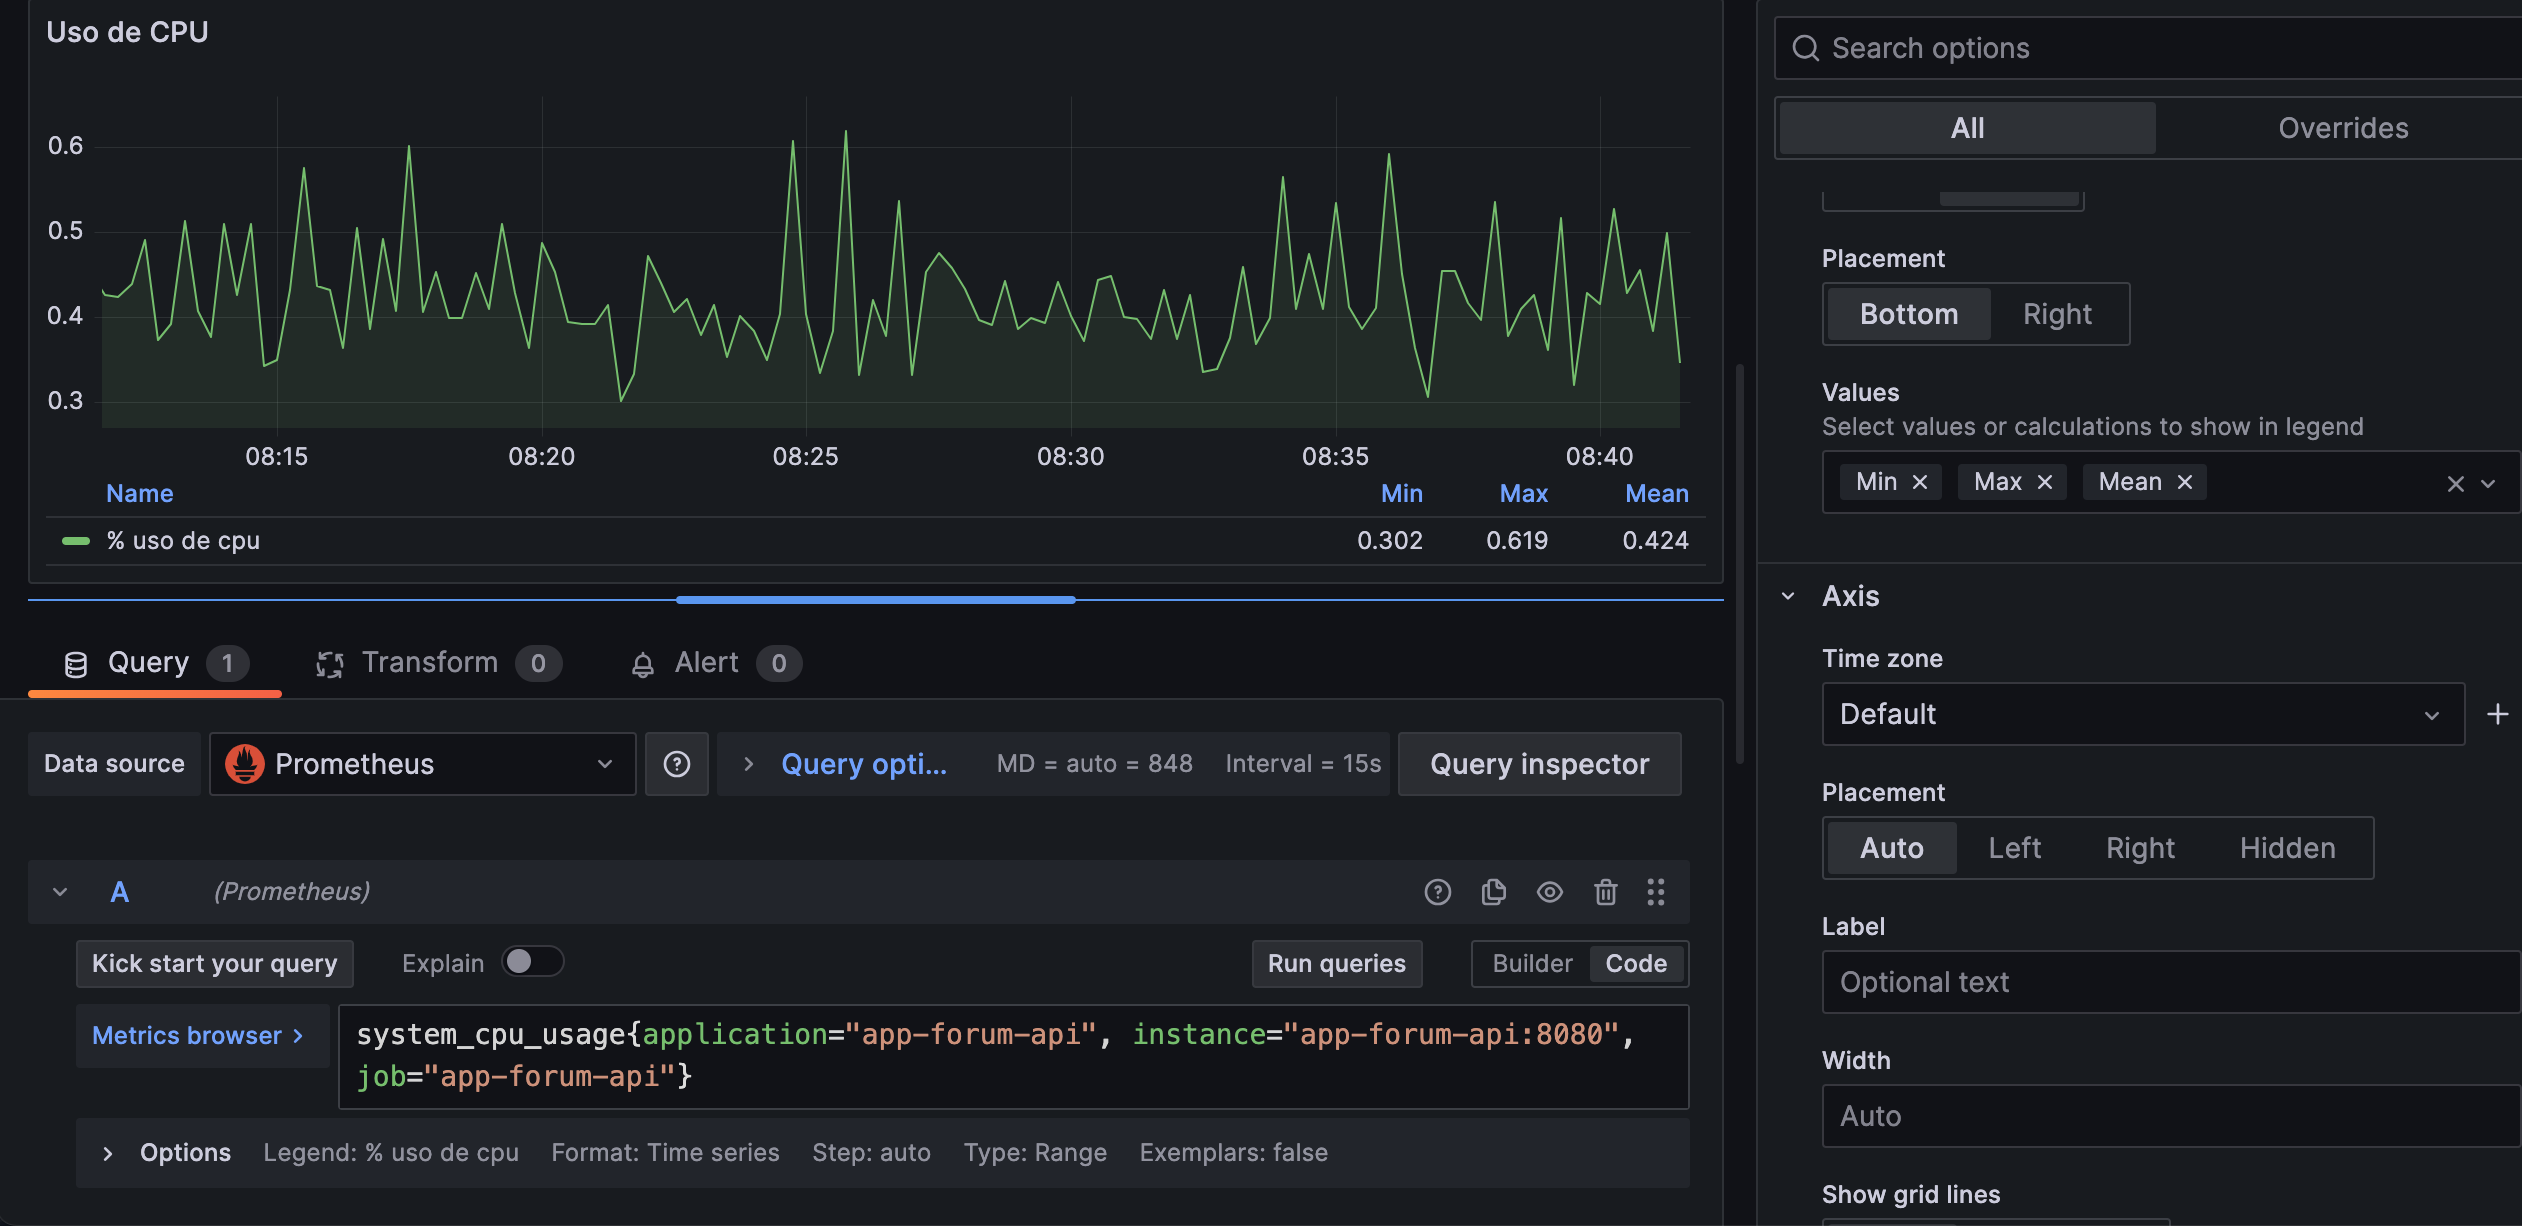 Uso de CPU
0.6
0.5
0.4
0.3
08:15 08:20 08:25 08:30 08:35 08:40
Name Min Max Mean
% uso de cpu 0.302 0.619 0.424
Query 1 Transform 0 Alert 0
Data source Prometheus Query opti... MD = auto = 848 Interval = 15s Query inspector
A (Prometheus)
Kick start your query Explain Run queries Builder Code
Metrics browser
system_cpu_usage{application="app-forum-api", instance="app-forum-api:8080",
job="app-forum-api"}
Options Legend: % uso de cpu Format: Time series Step: auto Type: Range Exemplars: false
Search options
All Overrides
Placement
Bottom Right
Values
Select values or calculations to show in legend
Min Max Mean
Axis
Time zone
Default
Placement
Auto Left Right Hidden
Label
Optional text
Width
Auto
Show grid lines